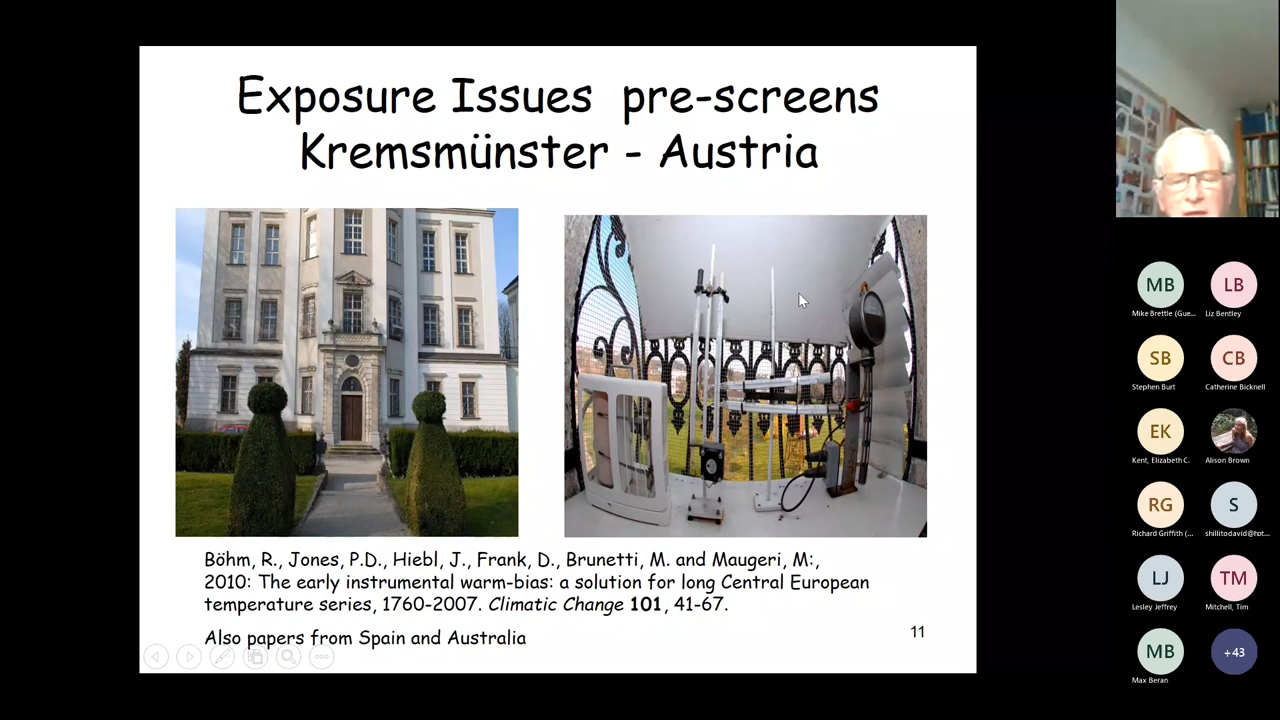 Exposure Issues pre-screens
Kremsmünster - Austria
Böhm, R., Jones, P.D., Hiebl, J., Frank, D., Brunetti, M. and Maugeri, M:,
2010: The early instrumental warm-bias: a solution for long Central European
temperature series, 1760-2007. Climatic Change 101, 41-67.
Also papers from Spain and Australia
11
MB
Mike Brettle (Gue...
LB
Liz Bentley
SB
Stephen Burt
CB
Catherine Bicknell
EK
Kent, Elizabeth C.
Alison Brown
RG
Richard Griffith (...
S
shillitodavid@hot...
LJ
Lesley Jeffrey
TM
Mitchell, Tim
MB
Max Beran
+43